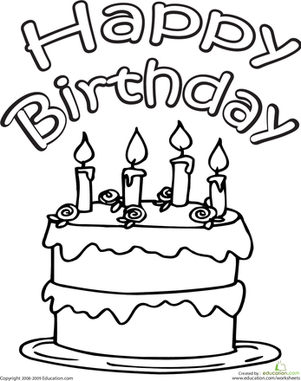 Happy
Birthday
Copyright 2008-2009 Education.com
Created by:
education.com
www.education.com/worksheets